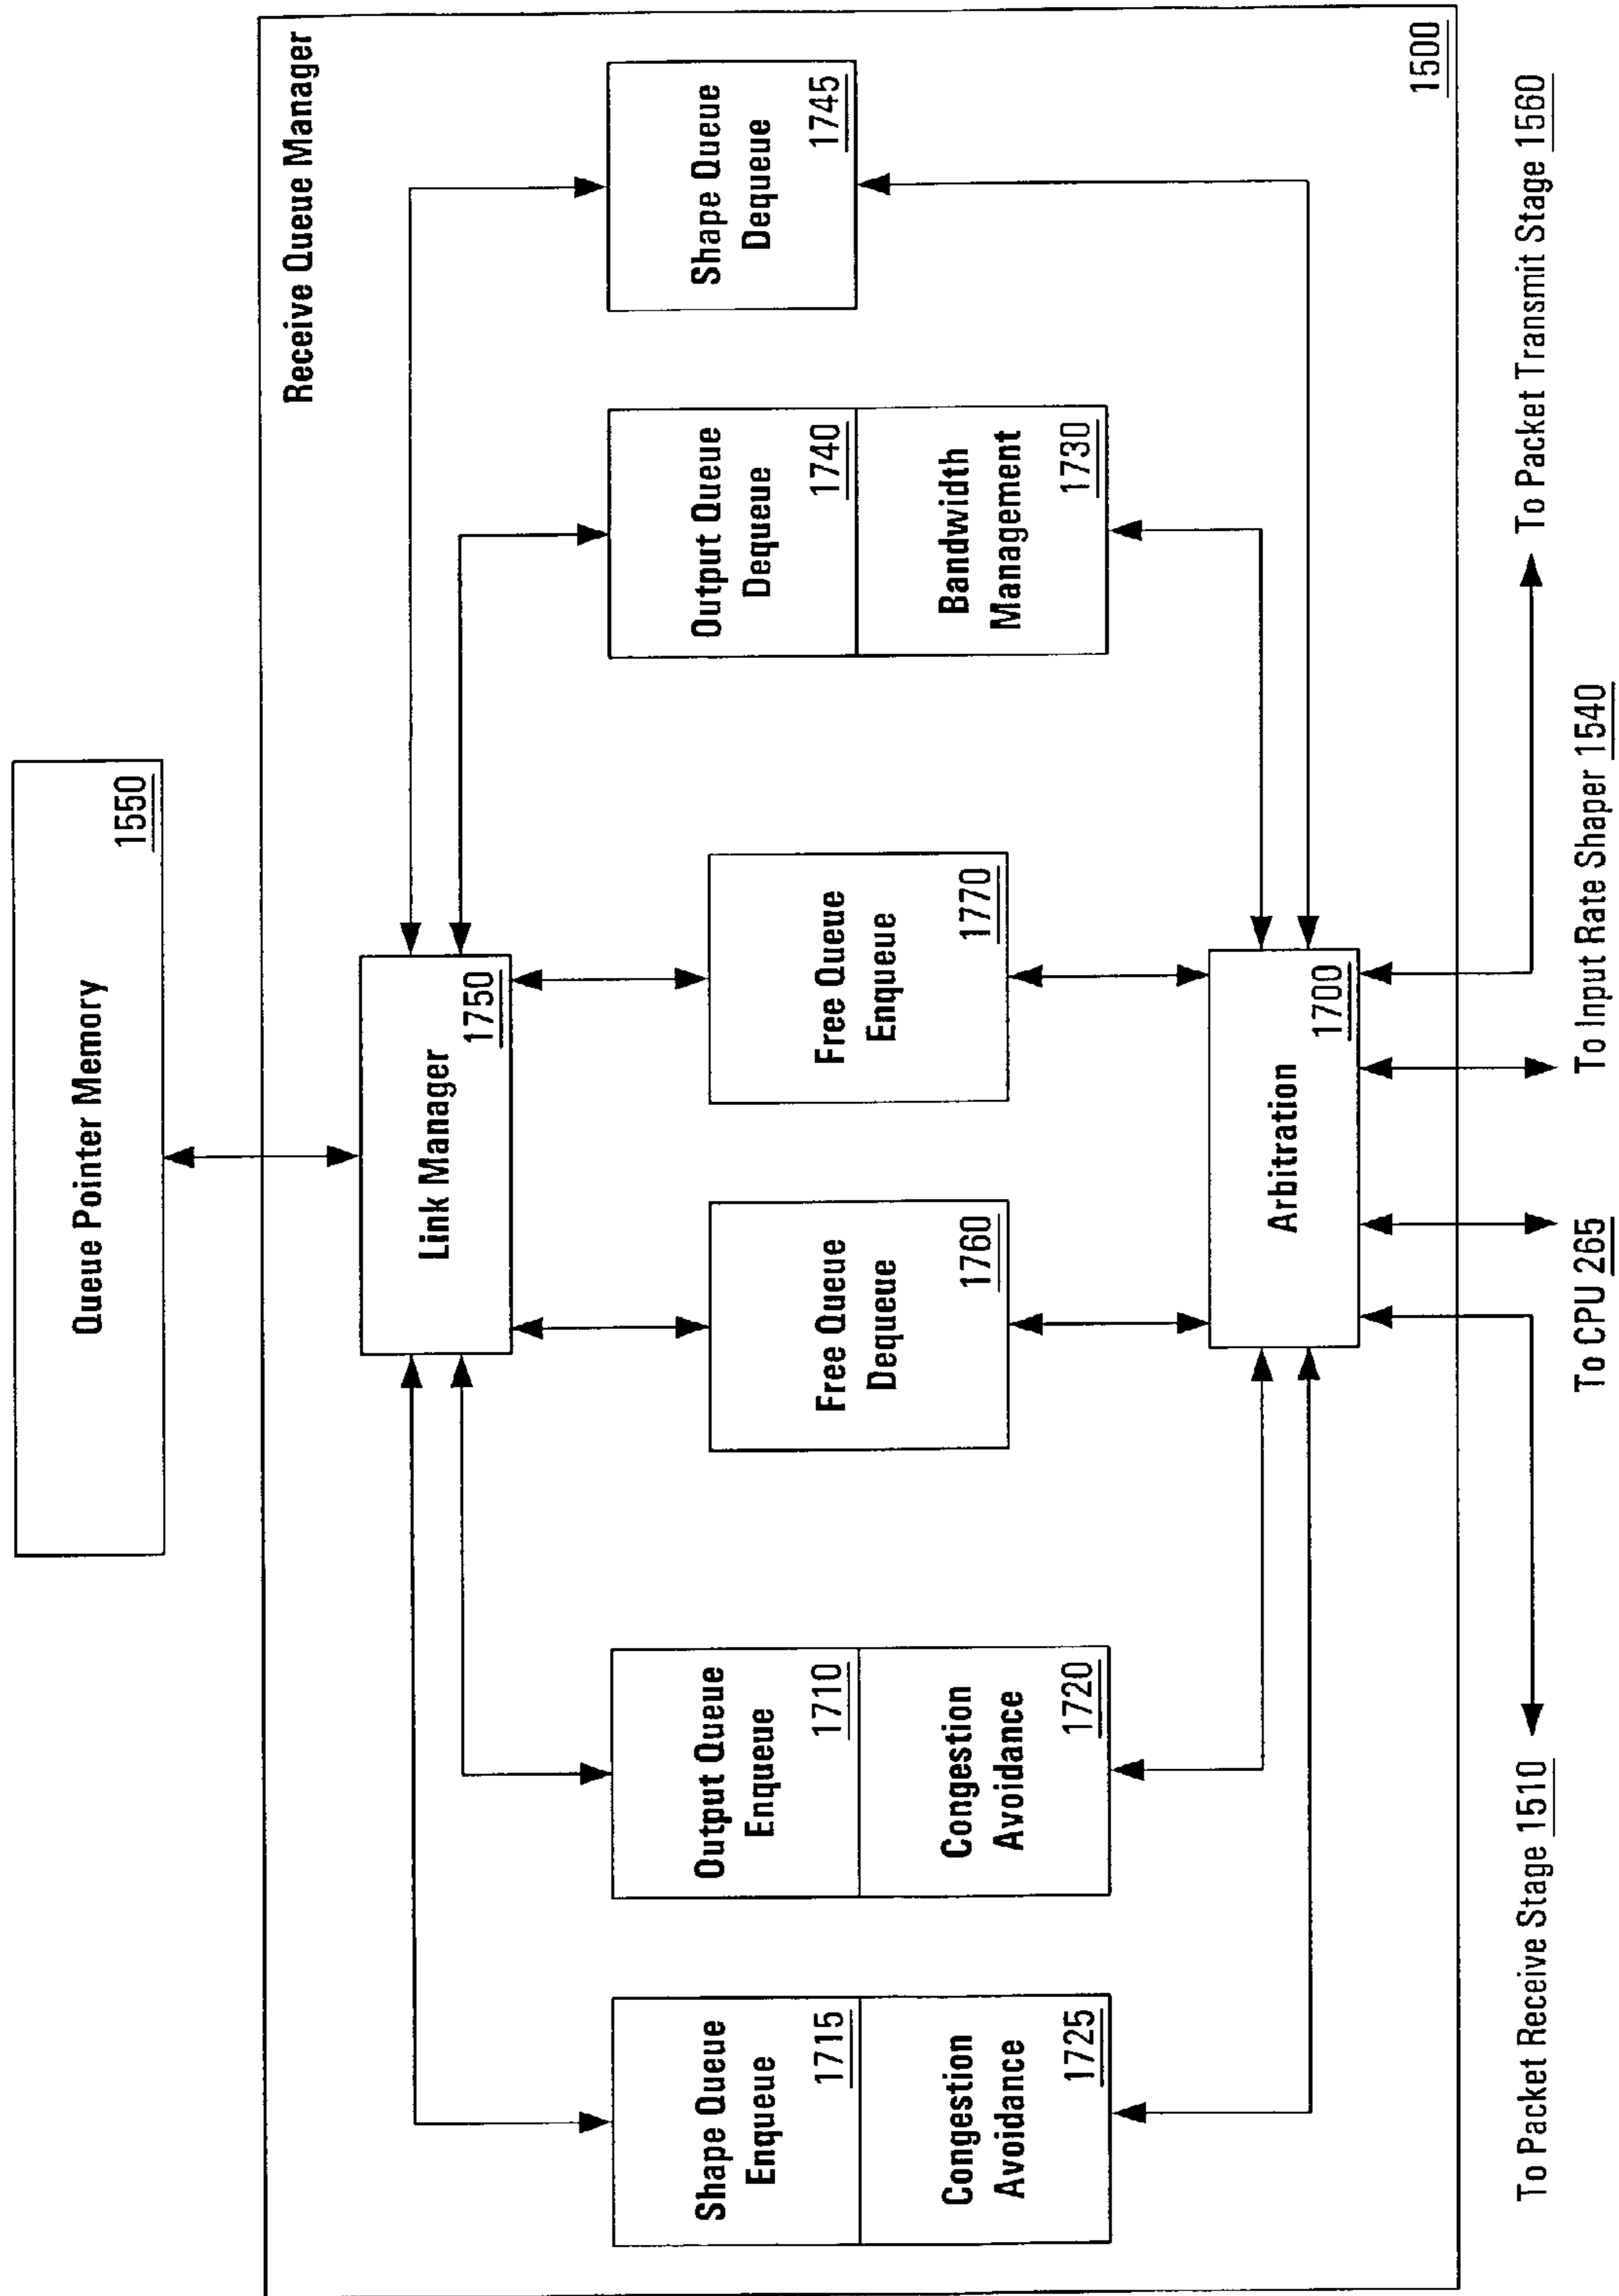 Queue Pointer Memory
1550
Receive Queue Manager
Link Manager
1750
Shape Queue
Enqueue
1715
Congestion
Avoidance
1725
Output Queue
Enqueue
1710
Congestion
Avoidance
1720
Free Queue
Dequeue
1760
Free Queue
Enqueue
1770
Output Queue
Dequeue
1740
Bandwidth
Management
1730
Shape Queue
Dequeue
1745
Arbitration
1700
1500
To Packet Receive Stage 1510
To CPU 265
To Input Rate Shaper 1540
To Packet Transmit Stage 1560